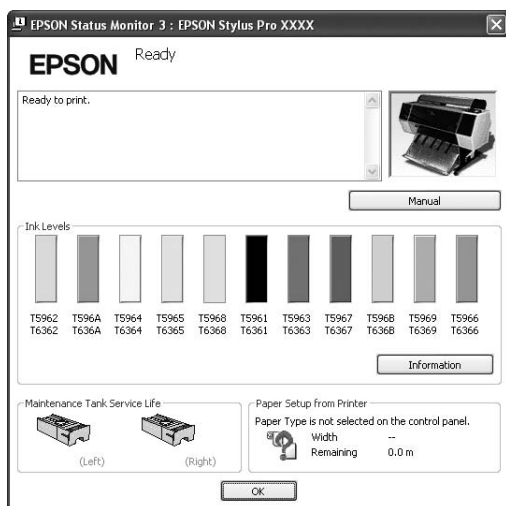 EPSON Status Monitor 3 : EPSON Stylus Pro XXXX
EPSON
Ready
Ready to print.
Manual
Ink Levels
T5962 T596A T5964 T5965 T5968 T5961 T5963 T5967 T596B T5969 T5966
T6362 T636A T6364 T6365 T6368 T6361 T6363 T6367 T636B T6369 T6366
Information
Maintenance Tank Service Life
(Left) (Right)
Paper Setup from Printer
Paper Type is not selected on the control panel.
Width --
Remaining 0.0 m
OK